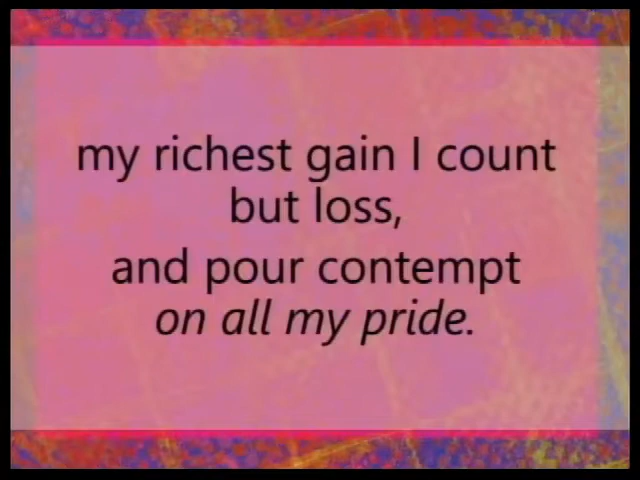 my richest gain I count
but loss,
and pour contempt
on all my pride.